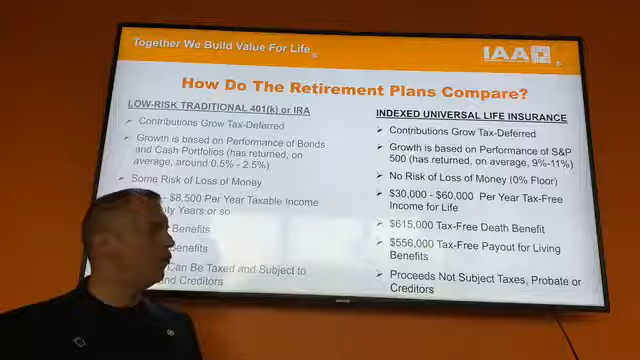 Together We Build Value For Life
IAA
How Do The Retirement Plans Compare?
LOW-RISK TRADITIONAL 401(k) or IRA
Contributions Grow Tax-Deferred
Growth is based on Performance of Bonds
and Cash Portfolios (has returned, on
average, around 0.5% - 2.5%)
Some Risk of Loss of Money
- $8,500 Per Year Taxable Income
Years or so
Benefits
Can Be Taxed and Subject to
Creditors
INDEXED UNIVERSAL LIFE INSURANCE
Contributions Grow Tax-Deferred
Growth is based on Performance of S&P
500 (has returned, on average, 9%-11%)
No Risk of Loss of Money (0% Floor)
$30,000 - $60,000 Per Year Tax-Free
Income for Life
$615,000 Tax-Free Death Benefit
$556,000 Tax-Free Payout for Living
Benefits
Proceeds Not Subject Taxes, Probate or
Creditors